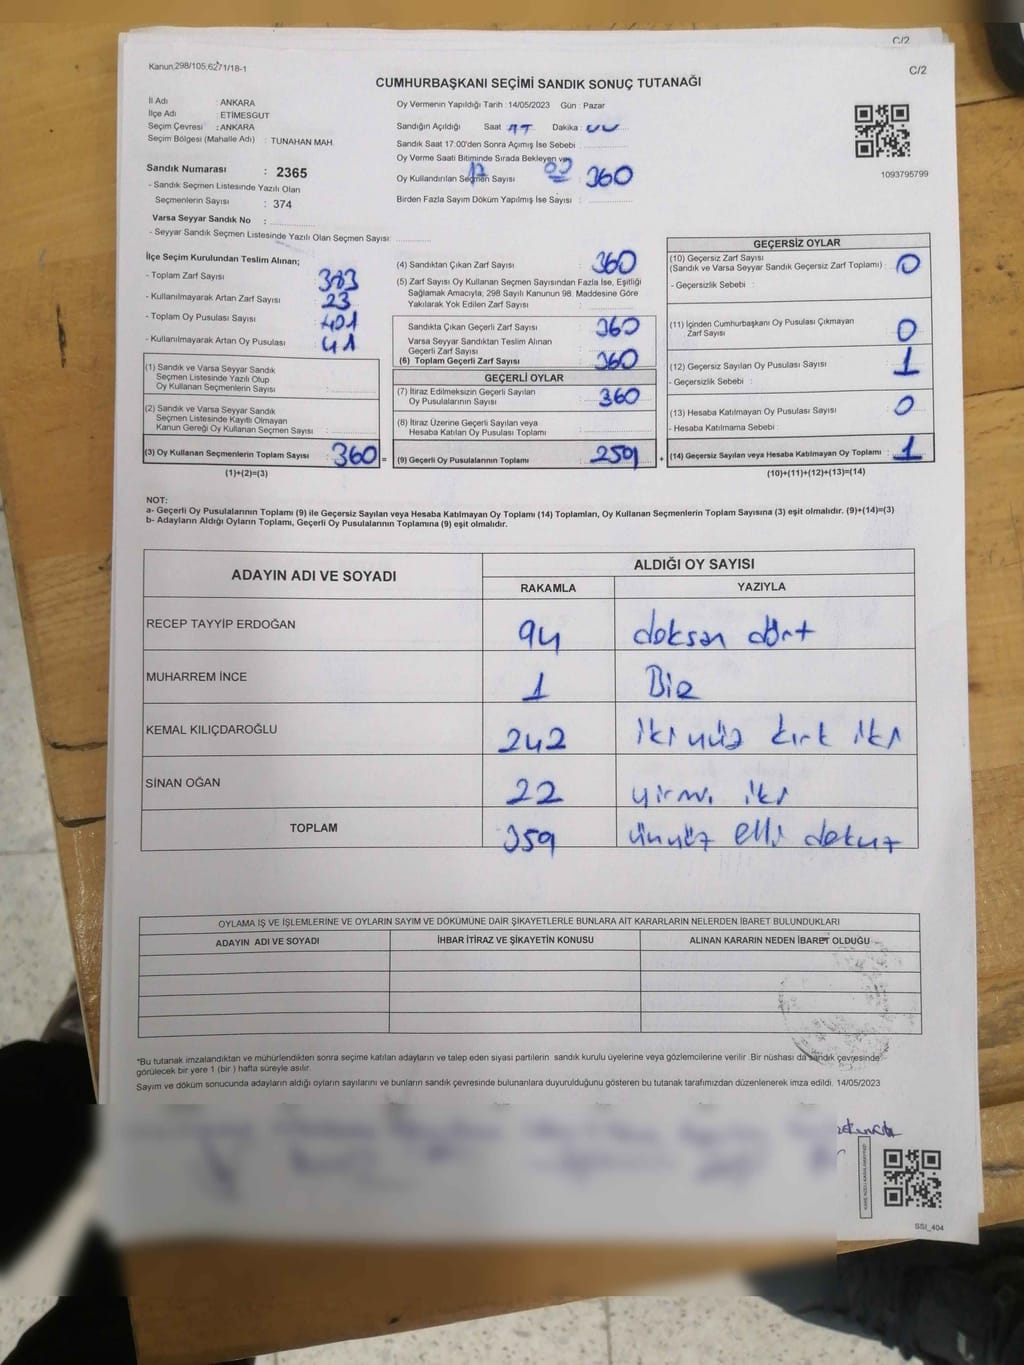 C/2
Kanun.298/105,62/1/18-1
C/2
CUMHURBAŞKANI SEÇİMİ SANDIK SONUÇ TUTANAĞI
İl Adı : ANKARA
İlçe Adı : ETİMESGUT
Seçim Çevresi : ANKARA
Seçim Bölgesi (Mahalle Adı) : TUNAHAN MAH.
Oy Vermenin Yapıldığı Tarih : 14/05/2023 Gün : Pazar
Sandığın Açıldığı Saat 17 Dakika :
Sandık Saat 17:00'den Sonra Açımış İse Sebebi :
Oy Verme Saati Bitiminde Sırada Bekleyen var
17 02
Oy Kullandırılan Seçmen Sayısı : 360
Birden Fazla Sayım Döküm Yapılmış İse Sayısı :
1093795799
Sandık Numarası : 2365
- Sandık Seçmen Listesinde Yazılı Olan
Seçmenlerin Sayısı : 374
Varsa Seyyar Sandık No :
- Seyyar Sandık Seçmen Listesinde Yazılı Olan Seçmen Sayısı:
İlçe Seçim Kurulundan Teslim Alınan;
- Toplam Zarf Sayısı : 383
- Kullanılmayarak Artan Zarf Sayısı : 23
- Toplam Oy Pusulası Sayısı : 401
- Kullanılmayarak Artan Oy Pusulası : 41
(1) Sandık ve Varsa Seyyar Sandık
Seçmen Listesinde Yazılı Olup
Oy Kullanan Seçmenlerin Sayısı :
(2) Sandık ve Varsa Seyyar Sandık
Seçmen Listesinde Kayıtlı Olmayan
Kanun Gereği Oy Kullanan Seçmen Sayısı :
(3) Oy Kullanan Seçmenlerin Toplam Sayısı : 360 =
(1)+(2)=(3)
(4) Sandıktan Çıkan Zarf Sayısı : 360
(5) Zarf Sayısı Oy Kullanan Seçmen Sayısından Fazla İse, Eşitliği
Sağlamak Amacıyla, 298 Sayılı Kanunun 98. Maddesine Göre
Yakılarak Yok Edilen Zarf Sayısı :
Sandıkta Çıkan Geçerli Zarf Sayısı : 360
Varsa Seyyar Sandıktan Teslim Alınan
Geçerli Zarf Sayısı :
(6) Toplam Geçerli Zarf Sayısı : 360
GEÇERLİ OYLAR
(7) İtiraz Edilmeksizin Geçerli Sayılan
Oy Pusulalarının Sayısı : 360
(8) İtiraz Üzerine Geçerli Sayılan veya
Hesaba Katılan Oy Pusulası Toplamı :
(9) Geçerli Oy Pusulalarının Toplamı : 2591 +
GEÇERSİZ OYLAR
(10) Geçersiz Zarf Sayısı
(Sandık ve Varsa Seyyar Sandık Geçersiz Zarf Toplamı) : 0
- Geçersizlik Sebebi :
(11) İçinden Cumhurbaşkanı Oy Pusulası Çıkmayan
Zarf Sayısı : 0
(12) Geçersiz Sayılan Oy Pusulası Sayısı : 1
- Geçersizlik Sebebi :
(13) Hesaba Katılmayan Oy Pusulası Sayısı : 0
- Hesaba Katılmama Sebebi :
(14) Geçersiz Sayılan veya Hesaba Katılmayan Oy Toplamı : 1
(10)+(11)+(12)+(13)=(14)
NOT:
a- Geçerli Oy Pusulalarının Toplamı (9) ile Geçersiz Sayılan veya Hesaba Katılmayan Oy Toplamı (14) Toplamları, Oy Kullanan Seçmenlerin Toplam Sayısına (3) eşit olmalıdır. (9)+(14)=(3)
b- Adayların Aldığı Oyların Toplamı, Geçerli Oy Pusulalarının Toplamına (9) eşit olmalıdır.
ADAYIN ADI VE SOYADI ALDIĞI OY SAYISI
RAKAMLA YAZIYLA
RECEP TAYYİP ERDOĞAN 94 doksan dört
MUHARREM İNCE 1 Bir
KEMAL KILIÇDAROĞLU 242 iki yüz kırk iki
SİNAN OĞAN 22 yirmi iki
TOPLAM 359 üçyüz elli dokuz
OYLAMA İŞ VE İŞLEMLERİNE VE OYLARIN SAYIM VE DÖKÜMÜNE DAİR ŞİKAYETLERLE BUNLARA AİT KARARLARIN NELERDEN İBARET BULUNDUKLARI
ADAYIN ADI VE SOYADI İHBAR İTİRAZ VE ŞİKAYETİN KONUSU ALINAN KARARIN NEDEN İBARET OLDUĞU
*Bu tutanak imzalandıktan ve mühürlendikten sonra seçime katılan adayların ve talep eden siyasi partilerin sandık kurulu üyelerine veya gözlemcilerine verilir .Bir nüshası da sandık çevresinde
görülecek bir yere 1 (bir ) hafta süreyle asılır.
Sayım ve döküm sonucunda adayların aldığı oyların sayılarını ve bunların sandık çevresinde bulunanlara duyurulduğunu gösteren bu tutanak tarafımızdan düzenlenerek imza edildi. 14/05/2023
SSI_404